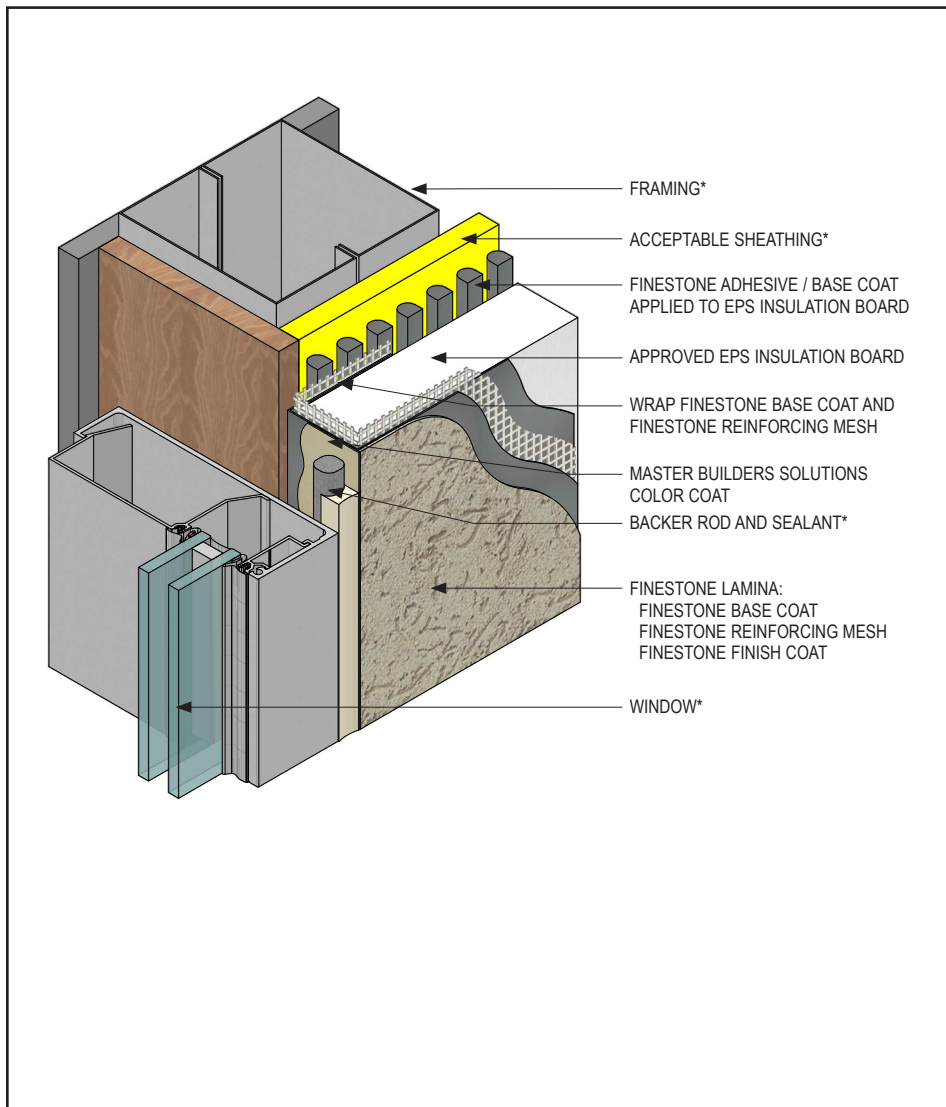 FRAMING*
ACCEPTABLE SHEATHING*
FINESTONE ADHESIVE / BASE COAT
APPLIED TO EPS INSULATION BOARD
APPROVED EPS INSULATION BOARD
WRAP FINESTONE BASE COAT AND
FINESTONE REINFORCING MESH
MASTER BUILDERS SOLUTIONS
COLOR COAT
BACKER ROD AND SEALANT*
FINESTONE LAMINA:
FINESTONE BASE COAT
FINESTONE REINFORCING MESH
FINESTONE FINISH COAT
WINDOW*